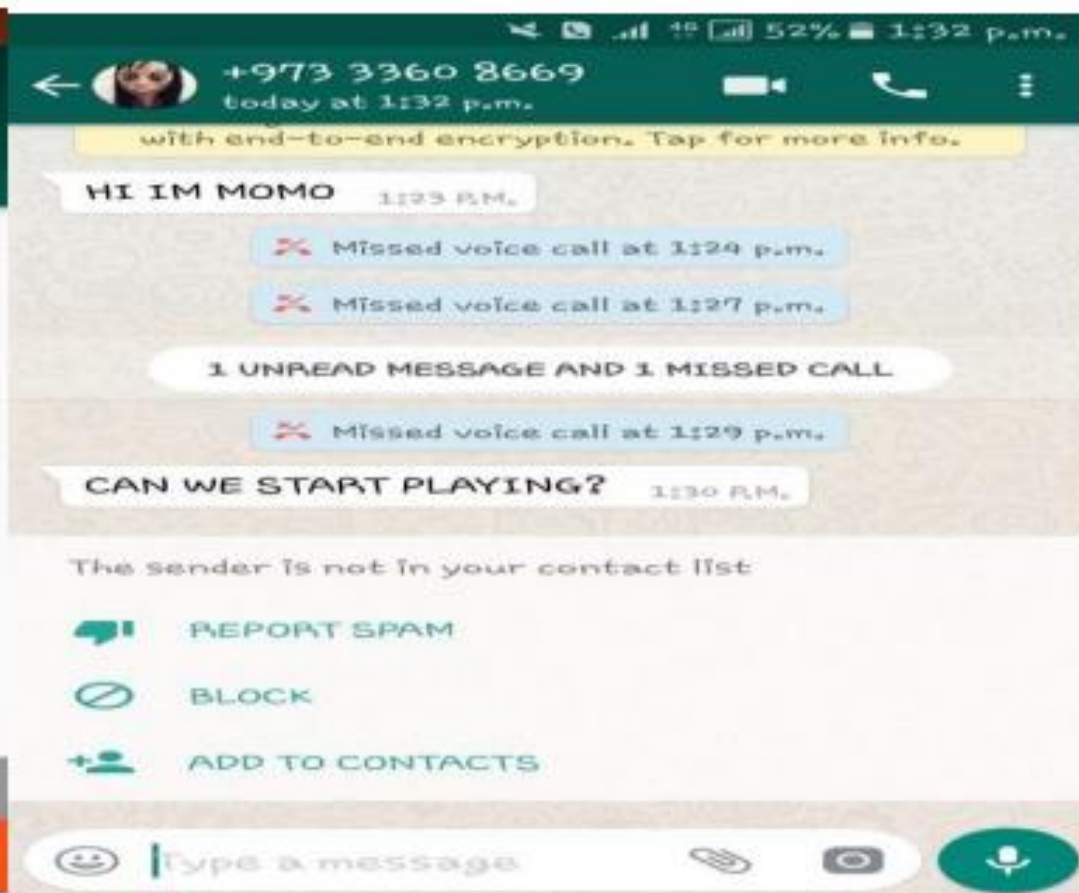 4G 52% 1:32 p.m.
+973 3360 8669
today at 1:32 p.m.
with end-to-end encryption. Tap for more info.
HI IM MOMO 1:23 P.M.
Missed voice call at 1:24 p.m.
Missed voice call at 1:27 p.m.
1 UNREAD MESSAGE AND 1 MISSED CALL
Missed voice call at 1:29 p.m.
CAN WE START PLAYING? 1:30 P.M.
The sender is not in your contact list
REPORT SPAM
BLOCK
ADD TO CONTACTS
Type a message